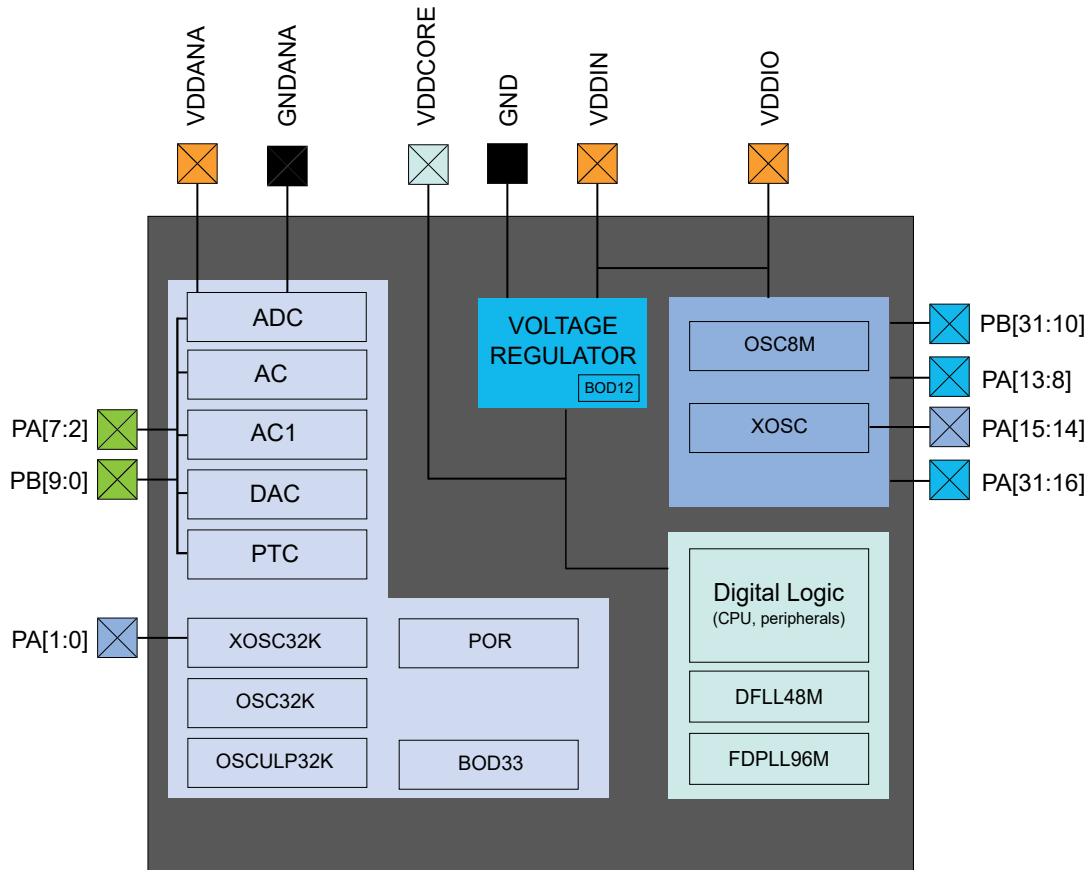 VDDANA
GNDANA
VDDCORE
GND
VDDIN
VDDIO
ADC
AC
AC1
DAC
PTC
PA[7:2]
PB[9:0]
PA[1:0]
XOSC32K
OSC32K
OSCULP32K
POR
BOD33
VOLTAGE
REGULATOR
BOD12
OSC8M
XOSC
PB[31:10]
PA[13:8]
PA[15:14]
PA[31:16]
Digital Logic
(CPU, peripherals)
DFLL48M
FDPLL96M